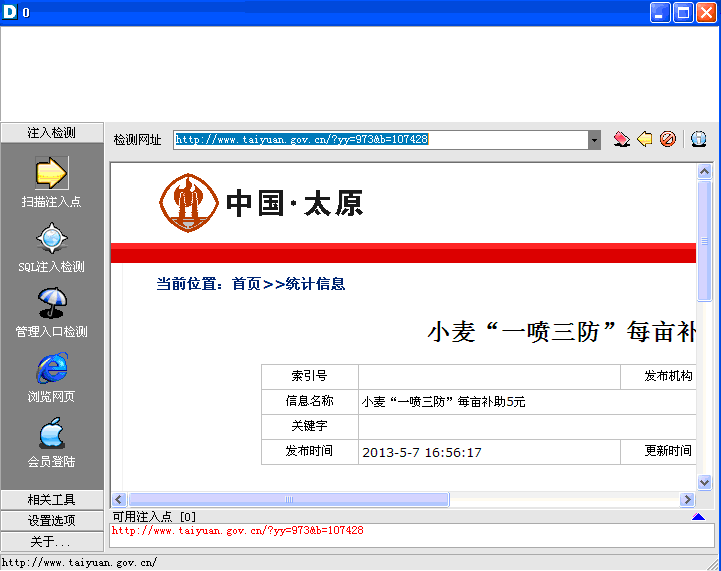 D 0
注入检测
检测网址 http://www.taiyuan.gov.cn/?yy=973&b=107428
扫描注入点
SQL注入检测
管理入口检测
浏览网页
会员登陆
相关工具
设置选项
关于...
中国·太原
当前位置：首页>>统计信息
小麦“一喷三防”每亩补
索引号 发布机构
信息名称 小麦“一喷三防”每亩补助5元
关键字
发布时间 2013-5-7 16:56:17 更新时间
可用注入点 [0]
http://www.taiyuan.gov.cn/?yy=973&b=107428
http://www.taiyuan.gov.cn/